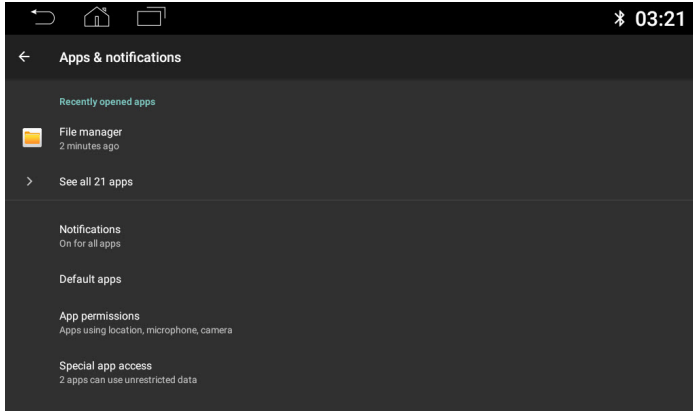 03:21
Apps & notifications
Recently opened apps
File manager
2 minutes ago
See all 21 apps
Notifications
On for all apps
Default apps
App permissions
Apps using location, microphone, camera
Special app access
2 apps can use unrestricted data